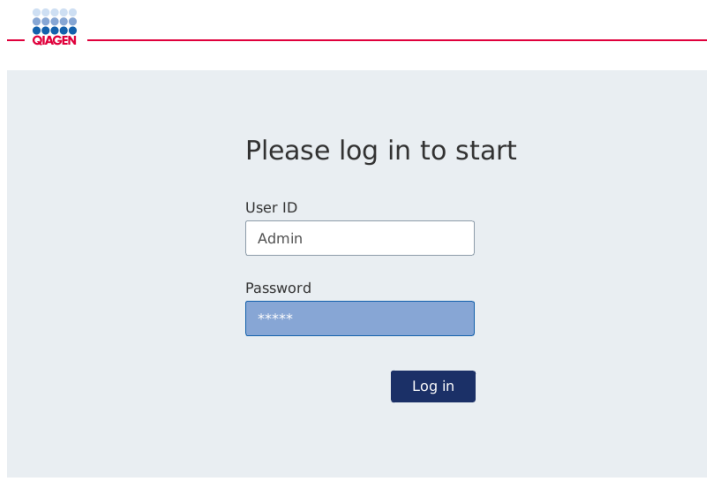 QIAGEN
Please log in to start
User ID
Admin
Password
*****
Log in